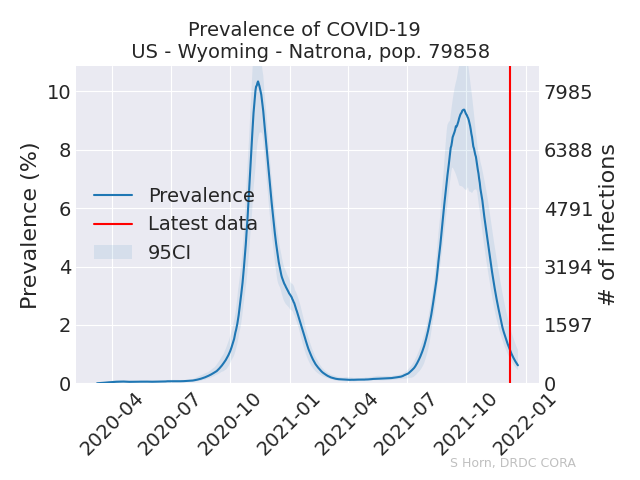 Prevalence of COVID-19
US - Wyoming - Natrona, pop. 79858
Prevalence (%)
10
8
6
4
2
0
Prevalence
Latest data
95CI
7985
6388
4791
3194
1597
0
# of infections
2020-04
2020-07
2020-10
2021-01
2021-04
2021-07
2021-10
2022-01
S Horn, DRDC CORA